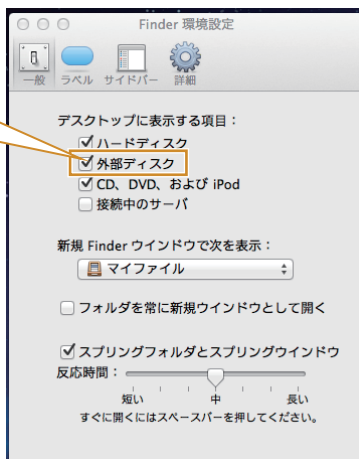 Finder 環境設定
一般 ラベル サイドバー 詳細
デスクトップに表示する項目：
ハードディスク
外部ディスク
CD、DVD、および iPod
接続中のサーバ
新規 Finder ウインドウで次を表示：
マイファイル
フォルダを常に新規ウインドウとして開く
スプリングフォルダとスプリングウインドウ
反応時間：
短い 中 長い
すぐに開くにはスペースバーを押してください。